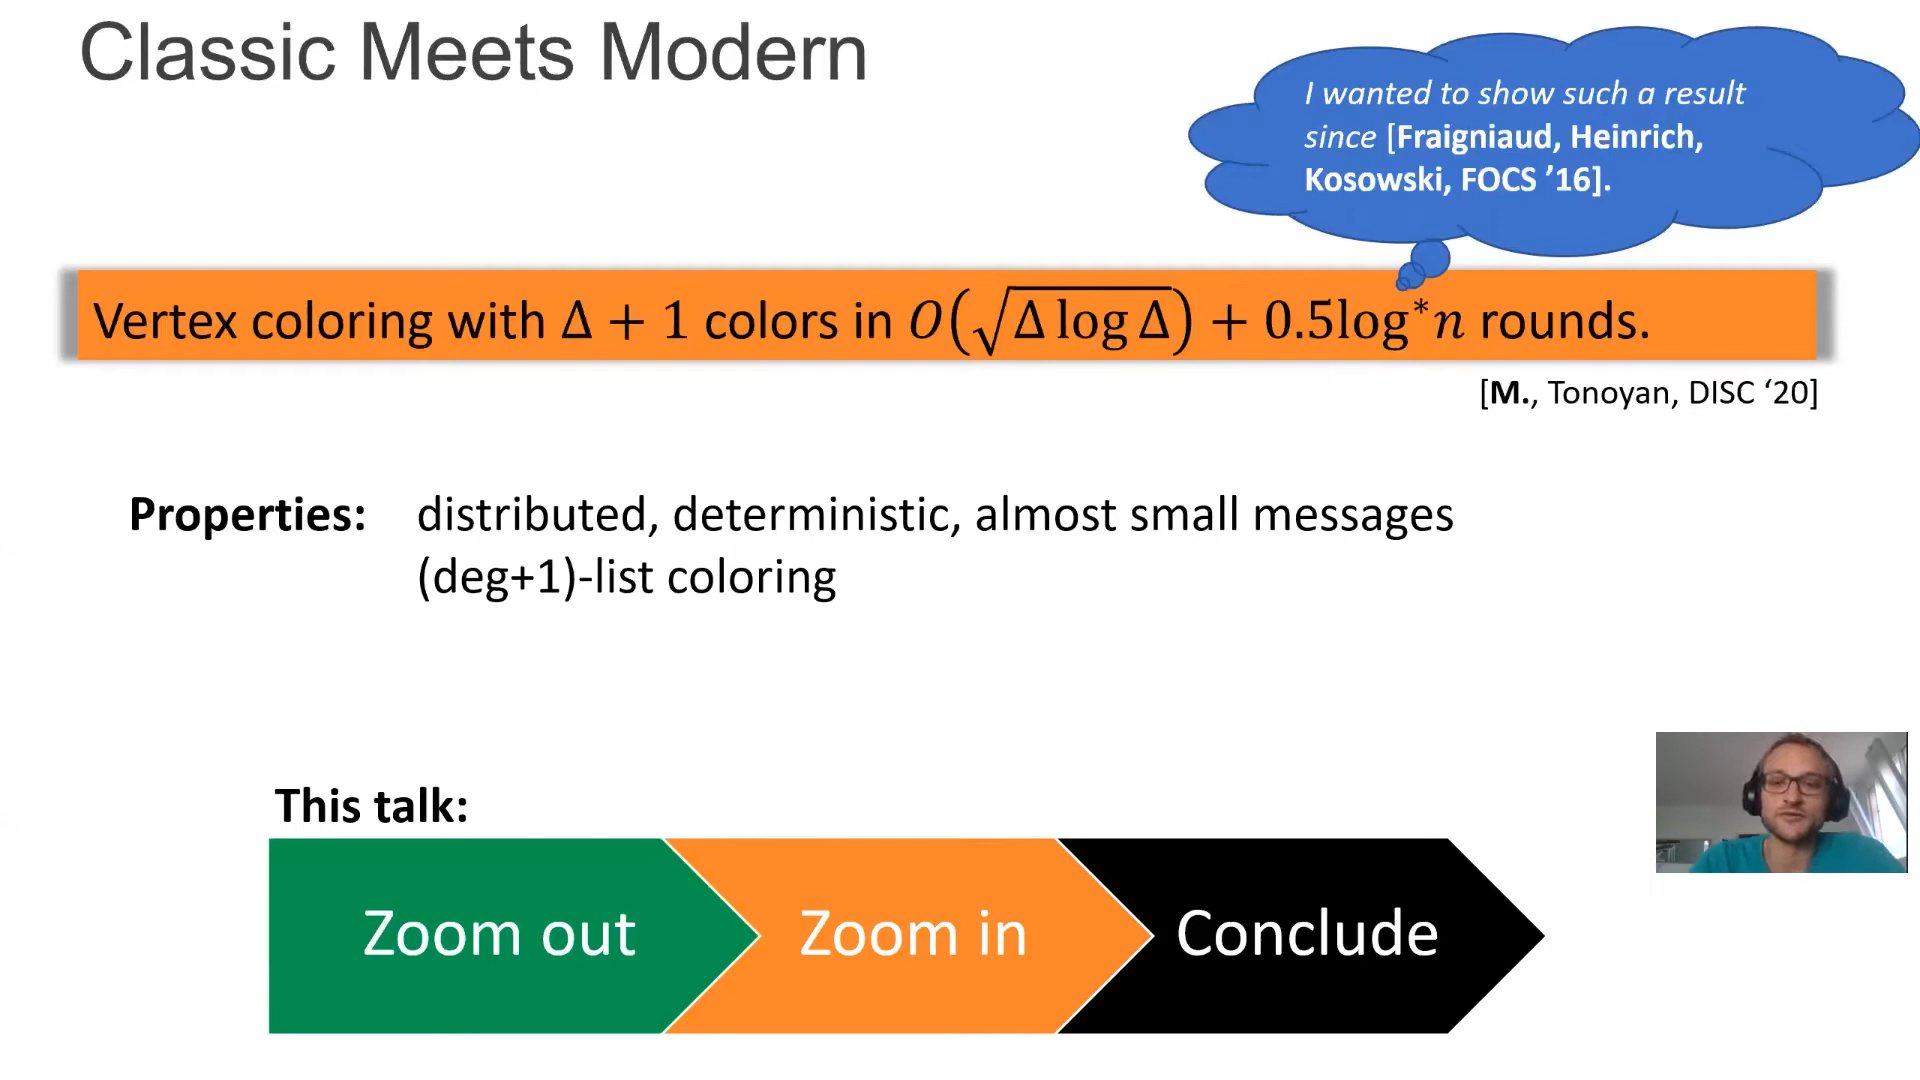 Classic Meets Modern
I wanted to show such a result
since [Fraigniaud, Heinrich,
Kosowski, FOCS ’16].
Vertex coloring with Δ + 1 colors in O(√Δ log Δ) + 0.5log*n rounds.
[M., Tonoyan, DISC ‘20]
Properties: distributed, deterministic, almost small messages
(deg+1)-list coloring
This talk:
Zoom out
Zoom in
Conclude